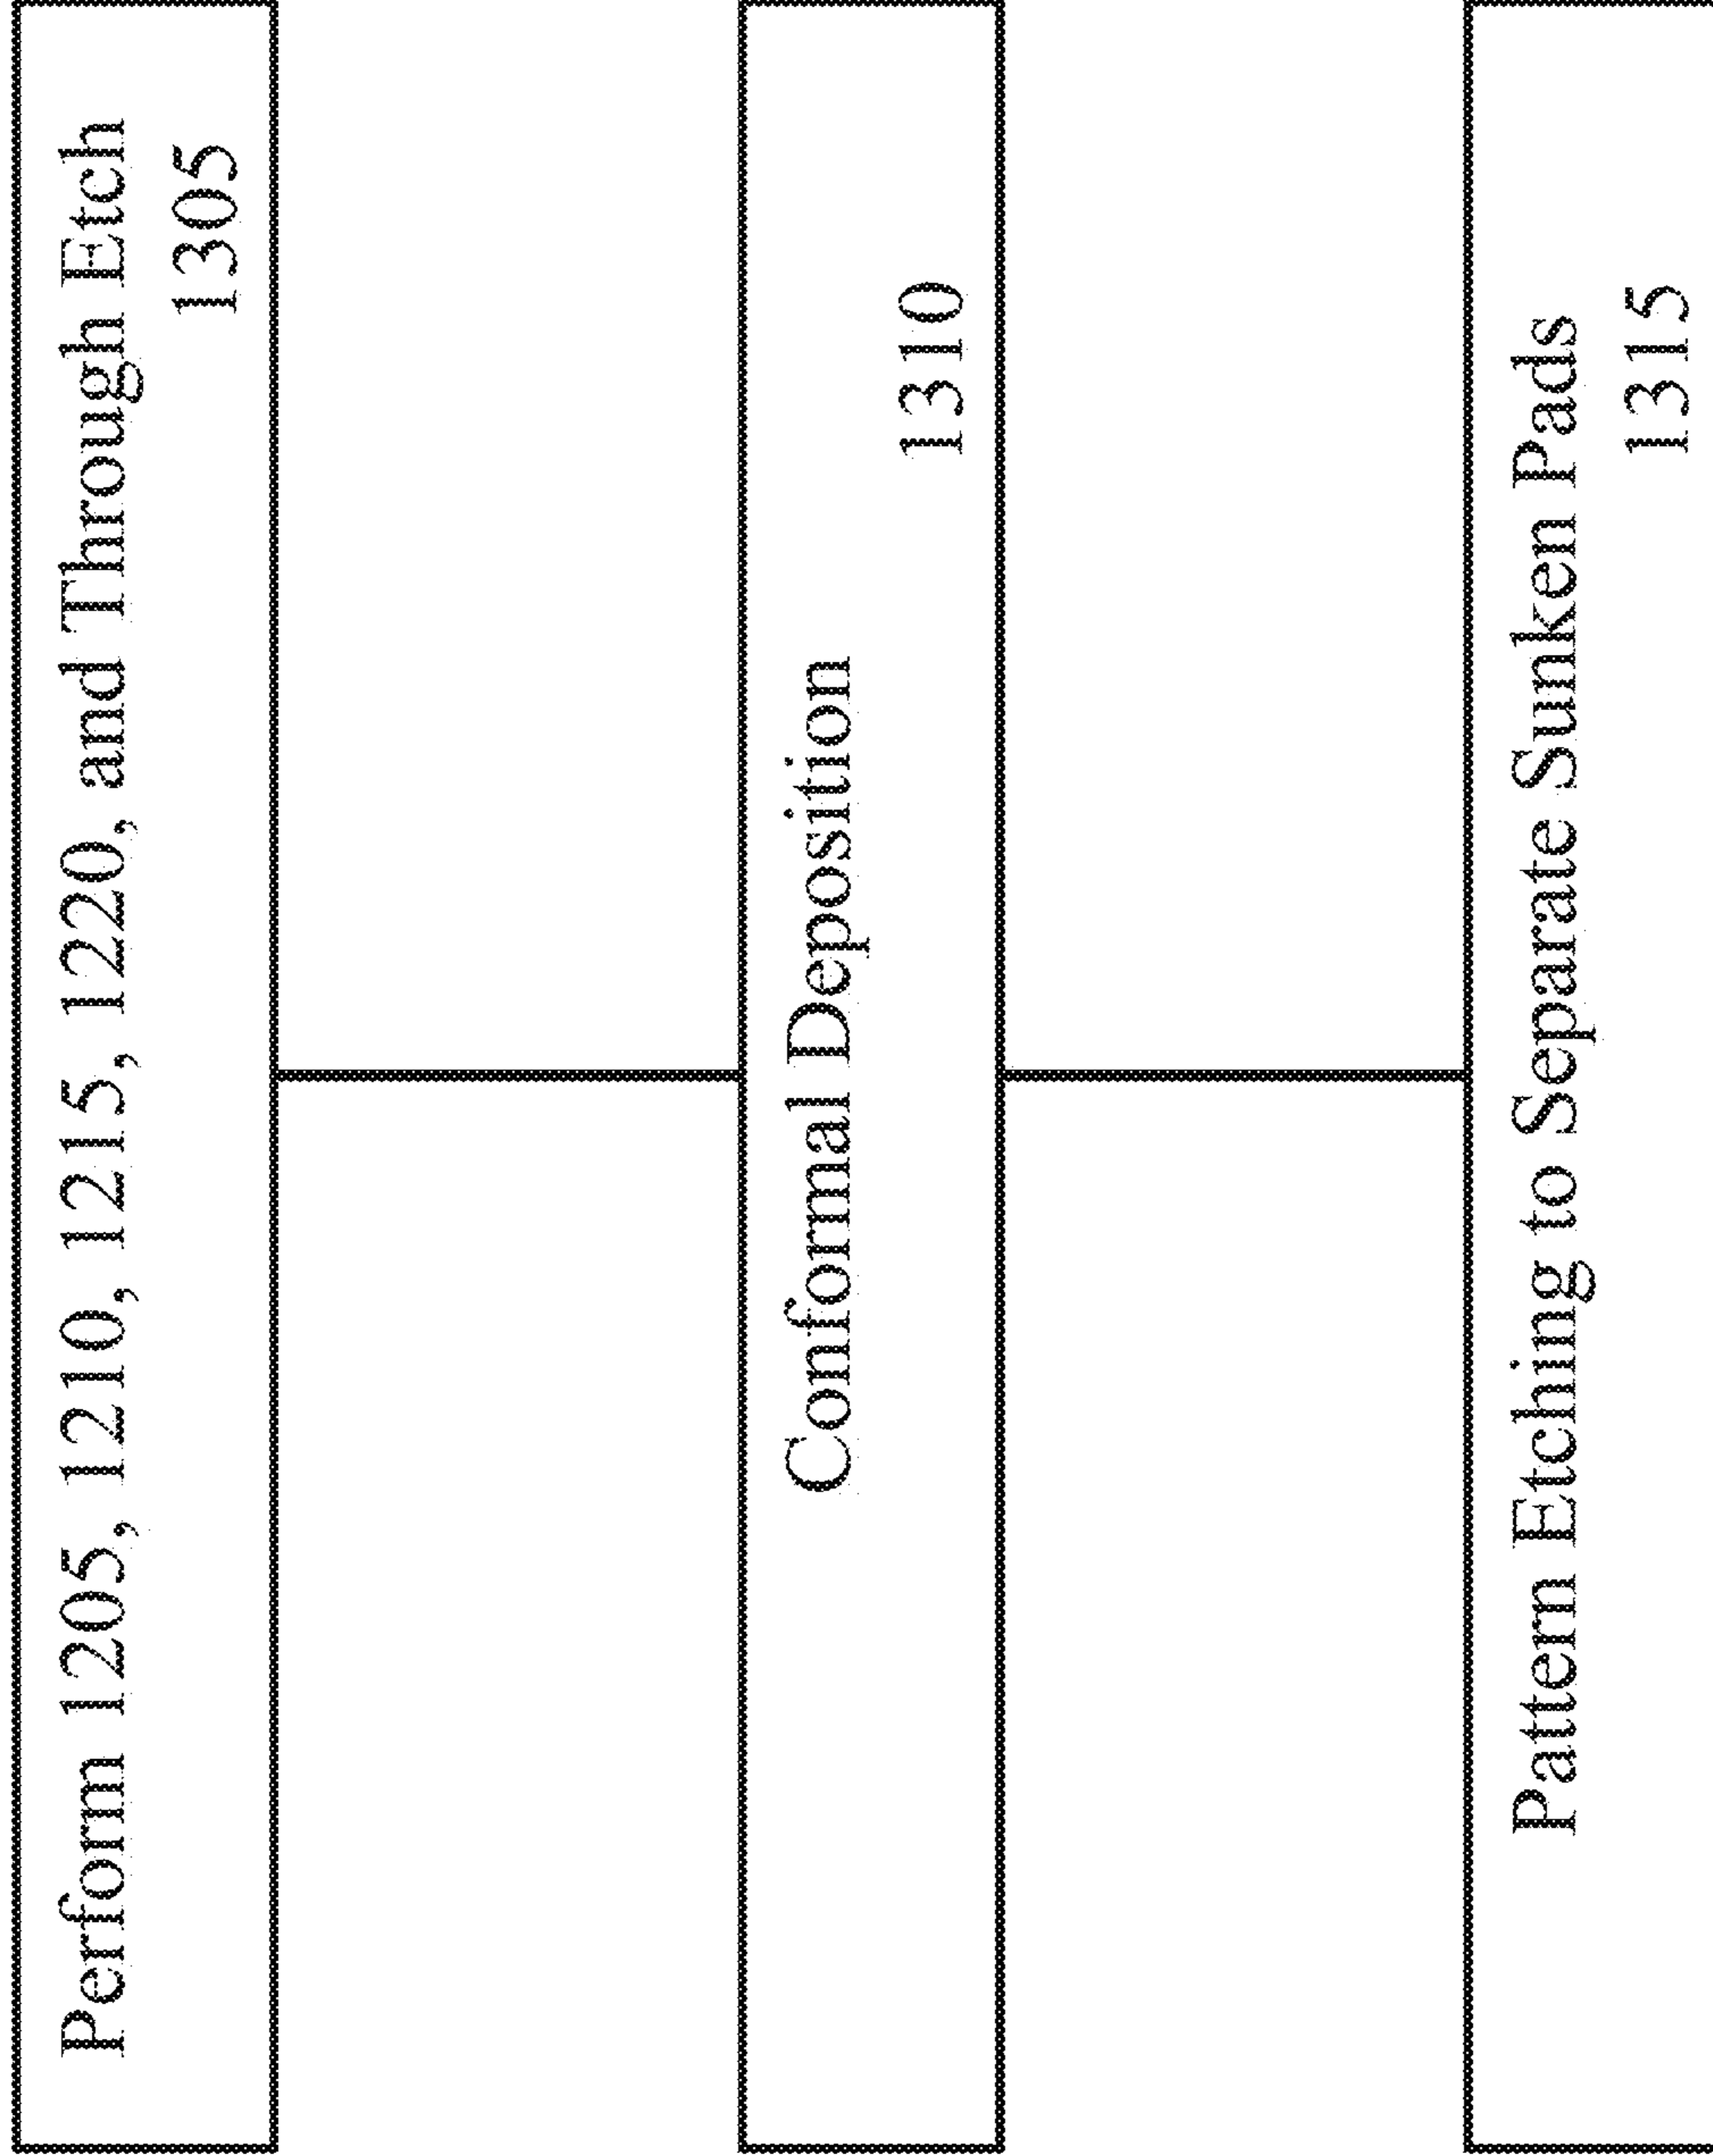 Perform 1205, 1210, 1215, 1220, and Through Etch
1305
Conformal Deposition
1310
Pattern Etching to Separate Sunken Pads
1315